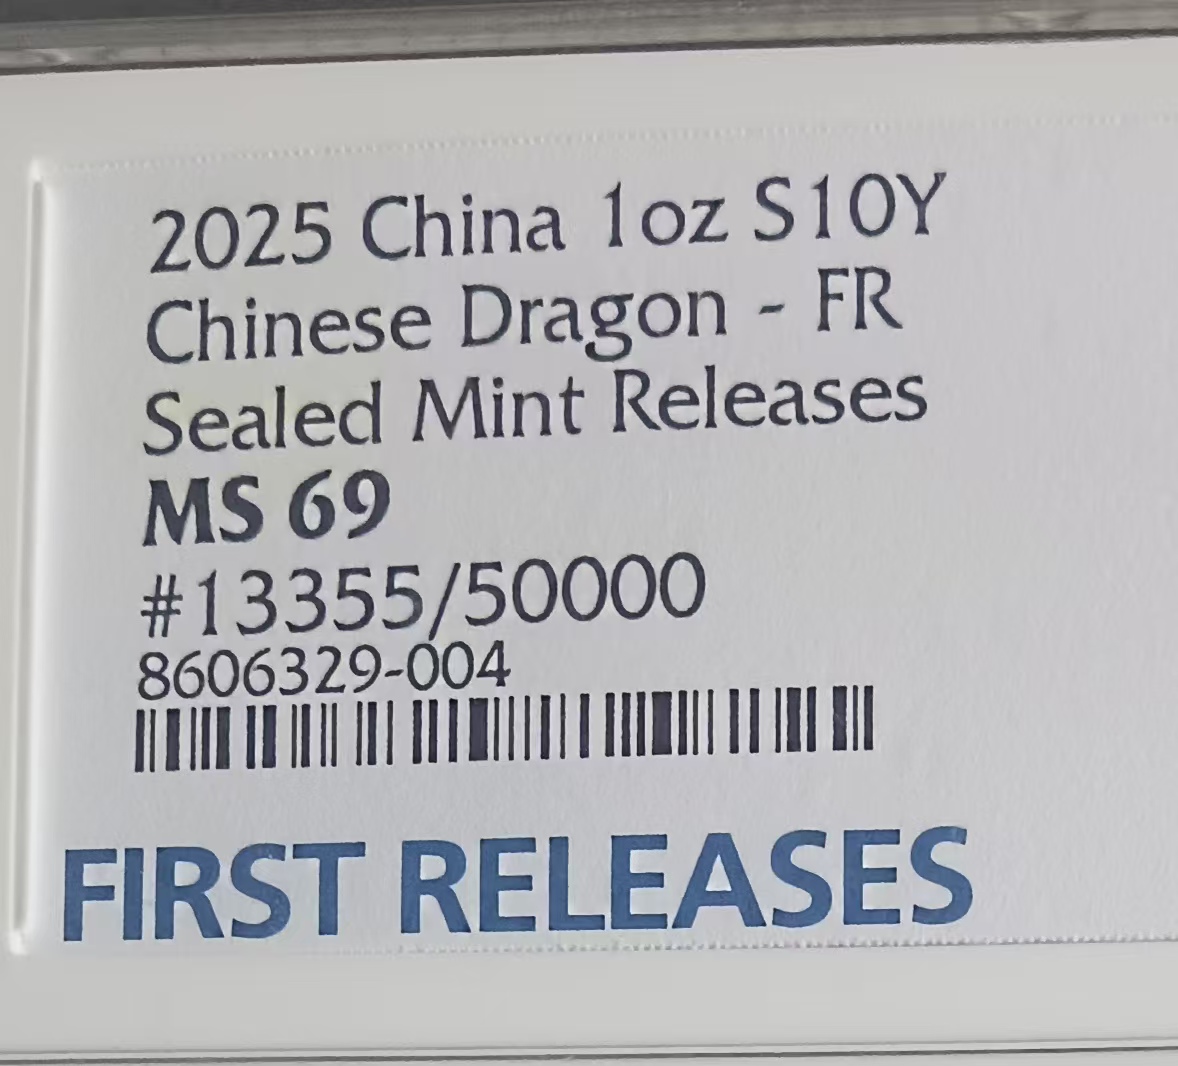 2025 China 1oz S10Y
Chinese Dragon - FR
Sealed Mint Releases
MS 69
#13355/50000
8606329-004
FIRST RELEASES